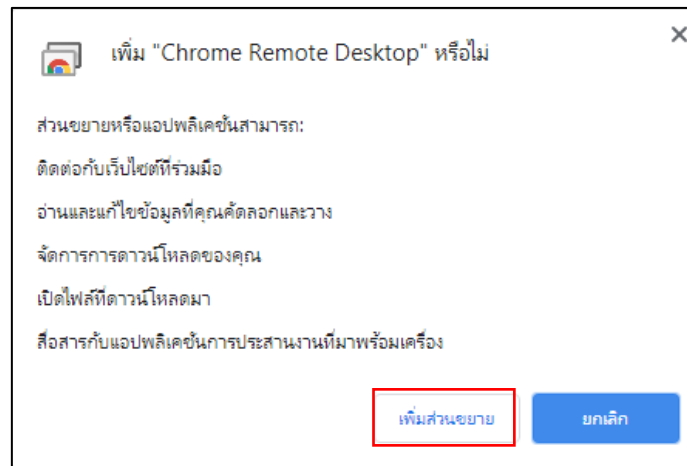 เพิ่ม "Chrome Remote Desktop" หรือไม่
ส่วนขยายหรือแอปพลิเคชันสามารถ:
ติดต่อกับเว็บไซต์ที่ร่วมมือ
อ่านและแก้ไขข้อมูลที่คุณคัดลอกและวาง
จัดการการดาวน์โหลดของคุณ
เปิดไฟล์ที่ดาวน์โหลดมา
สื่อสารกับแอปพลิเคชันการประสานงานที่มาพร้อมเครื่อง
เพิ่มส่วนขยาย
ยกเลิก